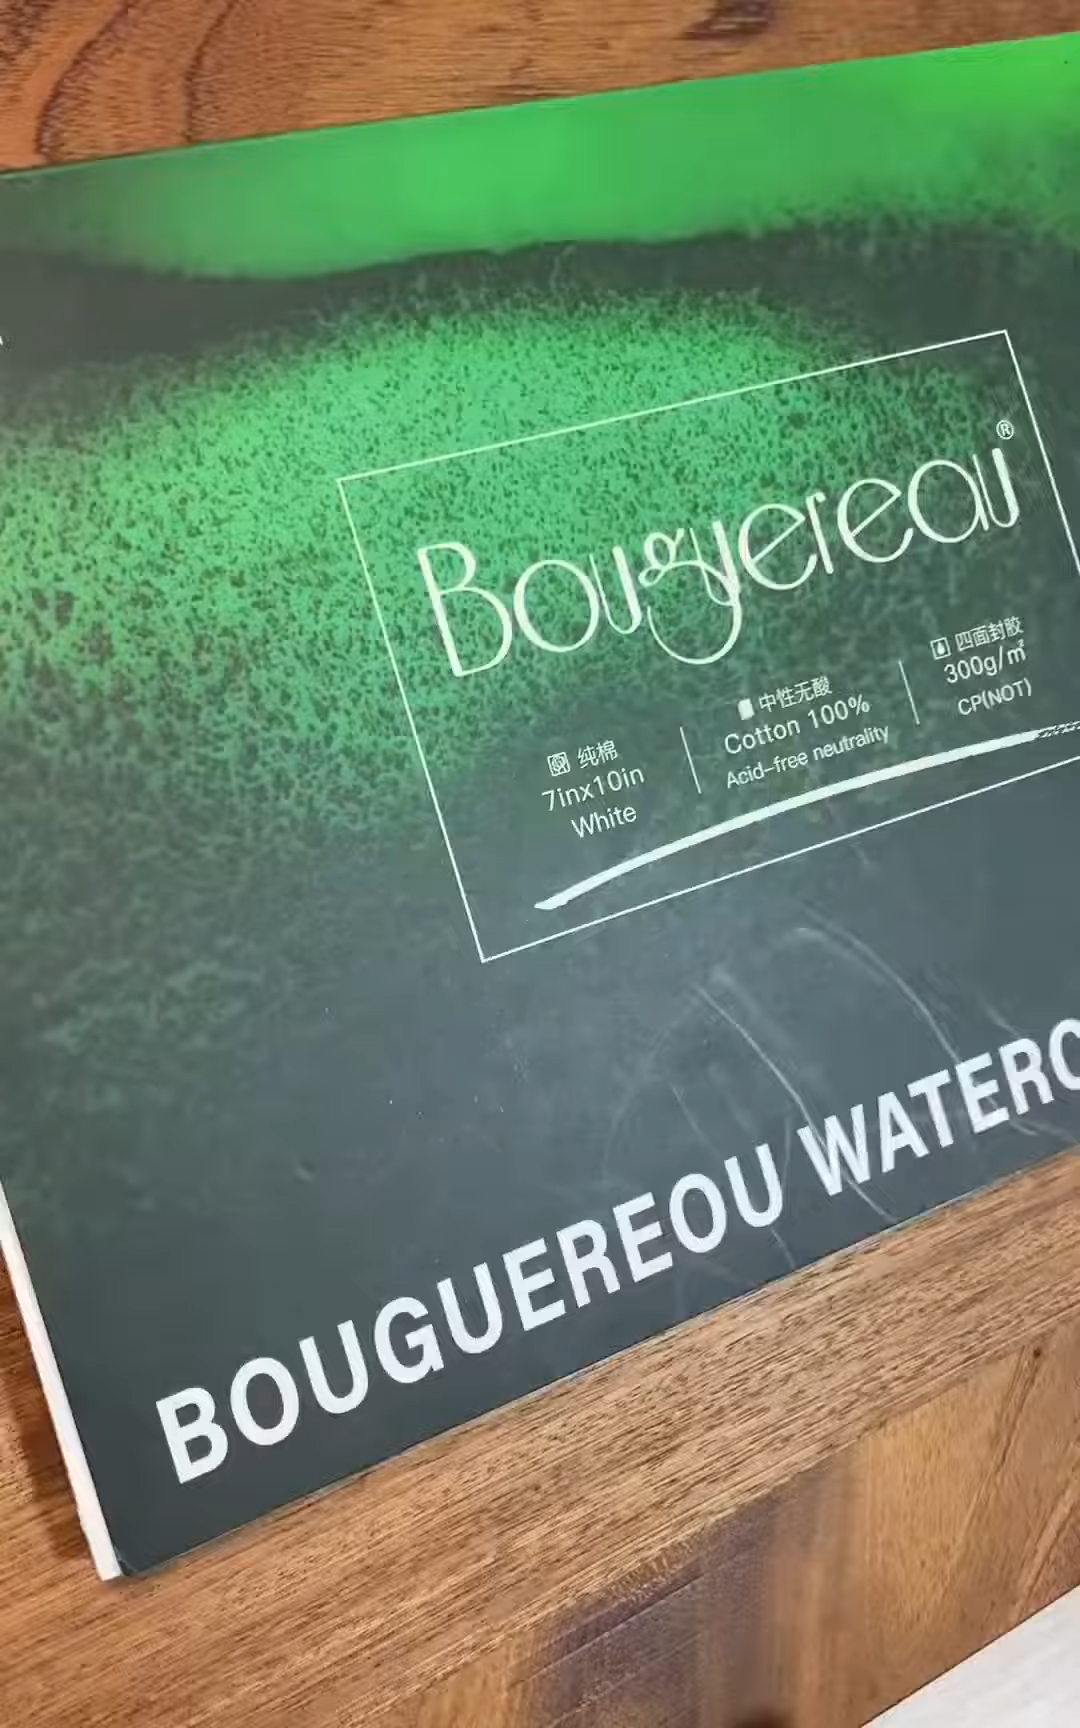 Bouguereau®
纯棉
7inx10in
White
中性无酸
Cotton 100%
Acid-free neutrality
四面封胶
300g/㎡
CP(NOT)
BOUGUEREOU WATERC